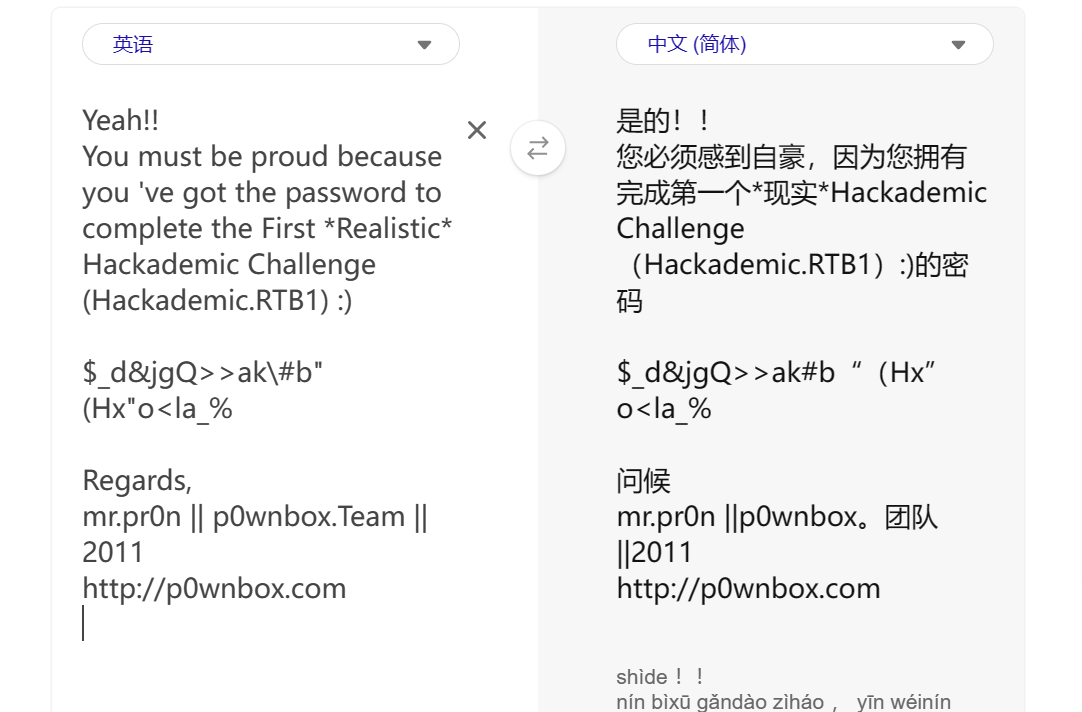 英语
Yeah!!
You must be proud because
you 've got the password to
complete the First *Realistic*
Hackademic Challenge
(Hackademic.RTB1) :)
$_d&jgQ>>ak\#b"
(Hx"o<la_%
Regards,
mr.pr0n || p0wnbox.Team ||
2011
http://p0wnbox.com
中文 (简体)
是的！！
您必须感到自豪，因为您拥有
完成第一个*现实*Hackademic
Challenge
（Hackademic.RTB1）:)的密
码
$_d&jgQ>>ak#b“（Hx”
o<la_%
问候
mr.pr0n ||p0wnbox。团队
||2011
http://p0wnbox.com
shìde ！！
nín bìxū gǎndào zìháo ， yīn wéinín